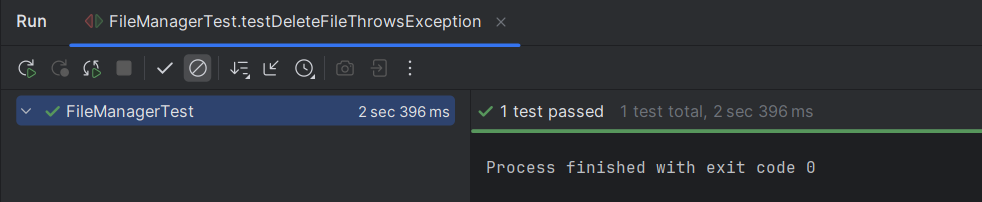 Run FileManagerTest.testDeleteFileThrowsException
FileManagerTest 2 sec 396 ms
1 test passed 1 test total, 2 sec 396 ms
Process finished with exit code 0